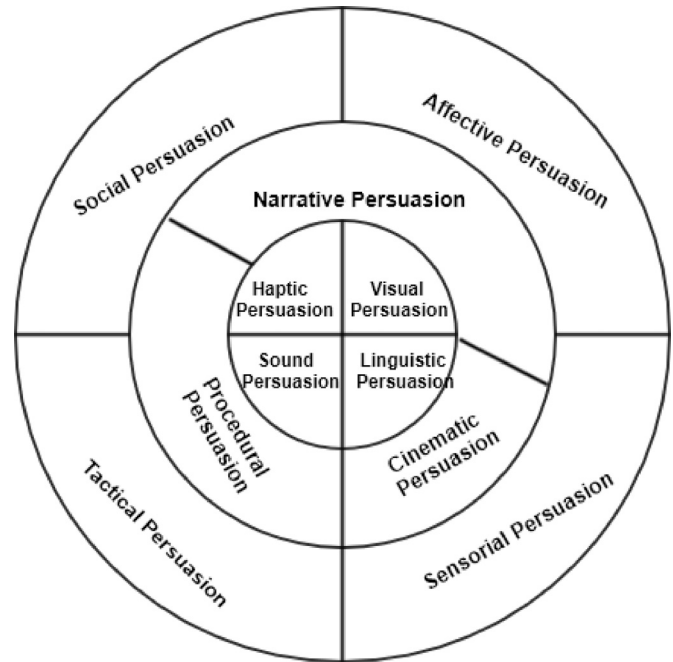 Social Persuasion
Affective Persuasion
Narrative Persuasion
Haptic
Persuasion
Visual
Persuasion
Sound
Persuasion
Linguistic
Persuasion
Procedural
Persuasion
Cinematic
Persuasion
Tactical Persuasion
Sensorial Persuasion